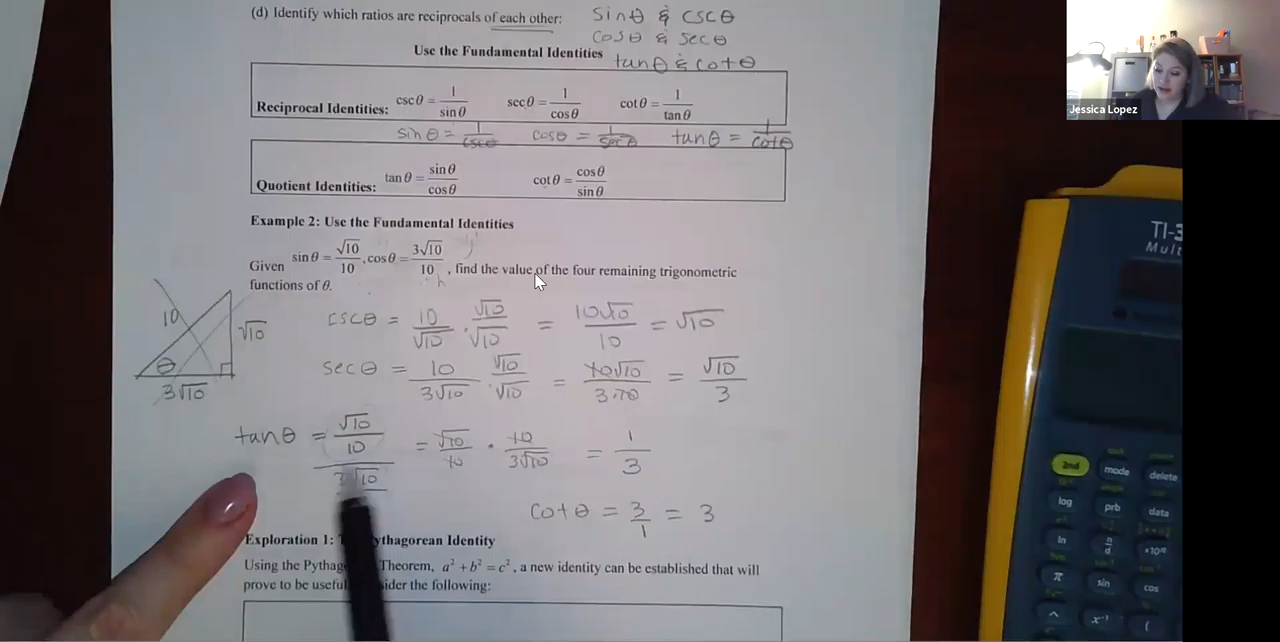 (d) Identify which ratios are reciprocals of each other: sinθ & cscθ
cosθ & secθ
Use the Fundamental Identities tanθ & cotθ
Reciprocal Identities: cscθ = 1/sinθ secθ = 1/cosθ cotθ = 1/tanθ
sinθ = 1/cscθ cosθ = 1/secθ tanθ = 1/cotθ
Quotient Identities: tanθ = sinθ/cosθ cotθ = cosθ/sinθ
Example 2: Use the Fundamental Identities
Given sinθ = √10/10, cosθ = 3√10/10, find the value of the four remaining trigonometric
functions of θ.
10
√10
θ
3√10
cscθ = 10/√10 · √10/√10 = 10√10/10 = √10
secθ = 10/3√10 · √10/√10 = 10√10/3·10 = √10/3
tanθ = √10/10 / 3√10 = √10/10 · 10/3√10 = 1/3
cotθ = 3/1 = 3
Exploration 1: Pythagorean Identity
Using the Theorem, a² + b² = c², a new identity can be established that will
prove to be the following:
Jessica Lopez
TI-3
Mult
2nd mode delete
log prb data
ln n/d ×10ⁿ
π sin cos
^ x⁻¹ (